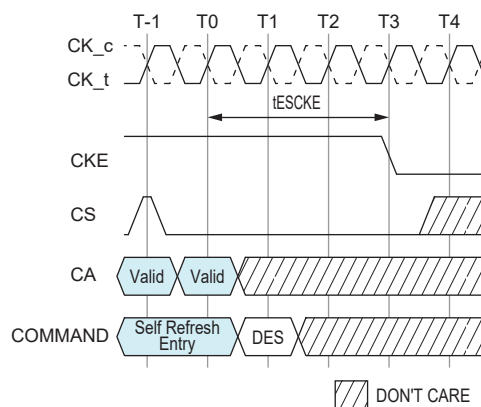 T-1 T0 T1 T2 T3 T4
CK_c
CK_t
tESCKE
CKE
CS
CA Valid Valid
COMMAND Self Refresh Entry DES
DON'T CARE